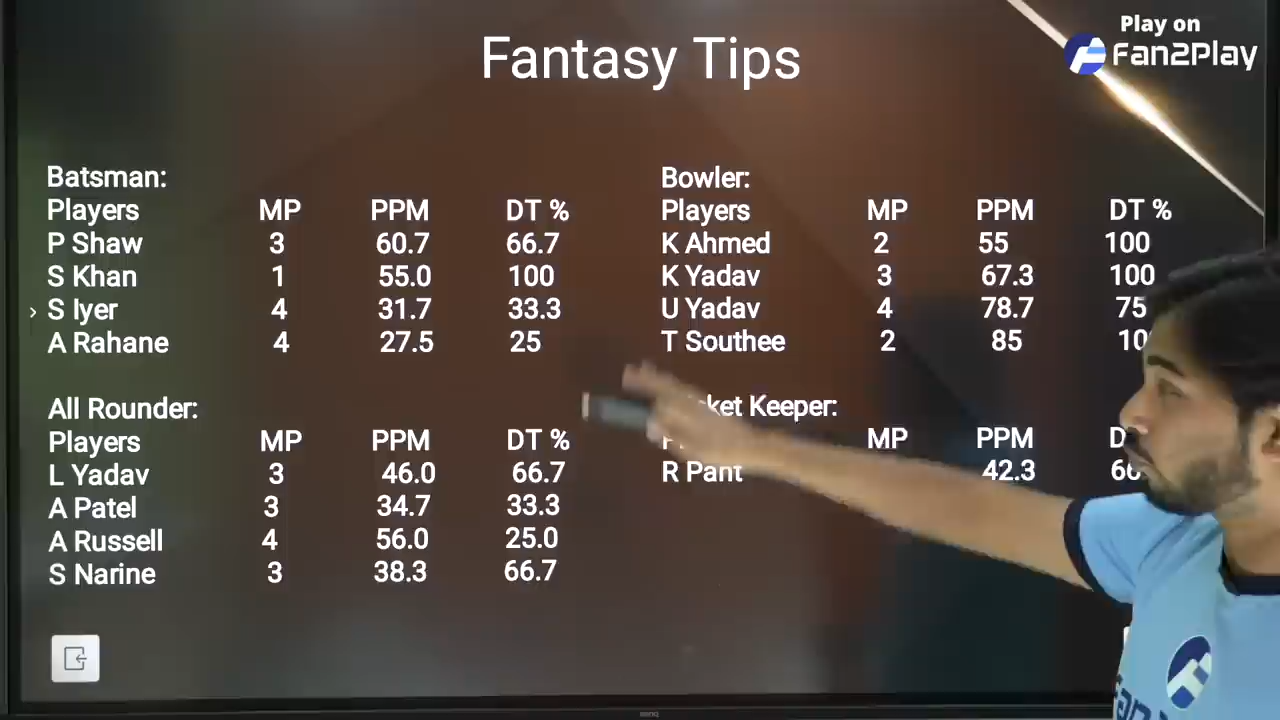 Play on
Fan2Play
Fantasy Tips
Batsman:
Players MP PPM DT %
P Shaw 3 60.7 66.7
S Khan 1 55.0 100
S Iyer 4 31.7 33.3
A Rahane 4 27.5 25
Bowler:
Players MP PPM DT %
K Ahmed 2 55 100
K Yadav 3 67.3 100
U Yadav 4 78.7 75
T Southee 2 85 10
All Rounder:
Players MP PPM DT %
L Yadav 3 46.0 66.7
A Patel 3 34.7 33.3
A Russell 4 56.0 25.0
S Narine 3 38.3 66.7
Keeper:
MP PPM
R Pant 42.3 66